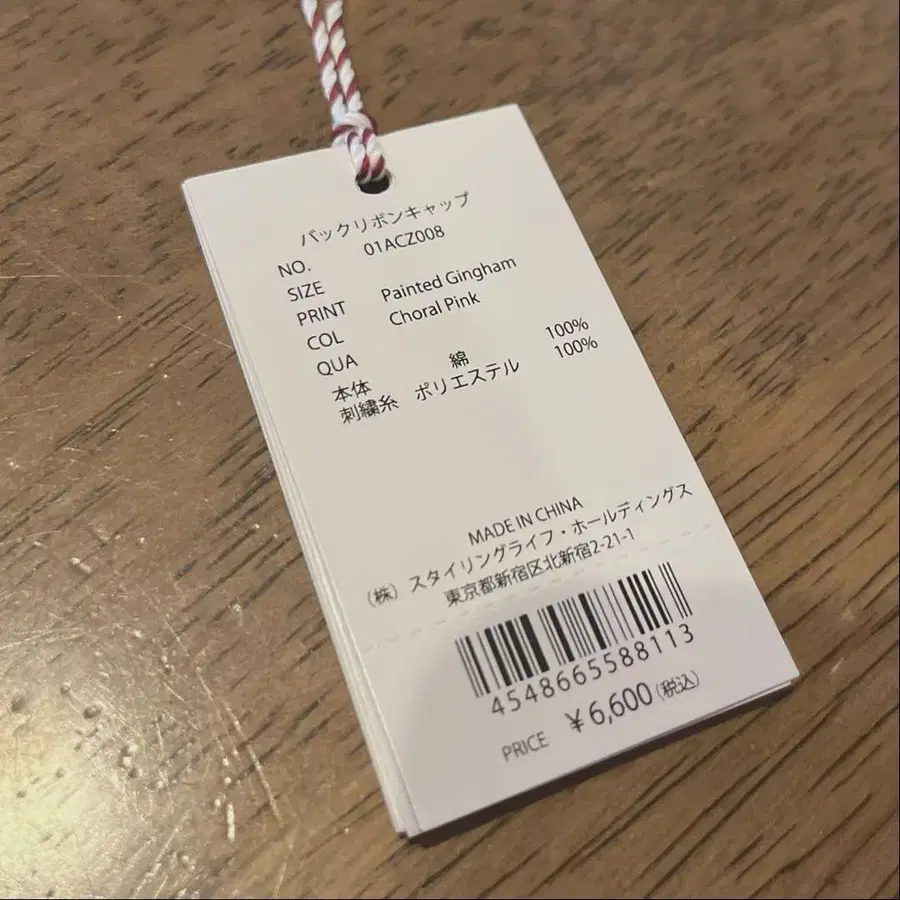 バックリボンキャップ
NO. 01ACZ008
SIZE
PRINT Painted Gingham
COL Choral Pink
QUA
本体 綿 100%
刺繍糸 ポリエステル 100%
MADE IN CHINA
（株）スタイリングライフ・ホールディングス
東京都新宿区北新宿2-21-1
4548665588113
PRICE ¥6,600(税込)